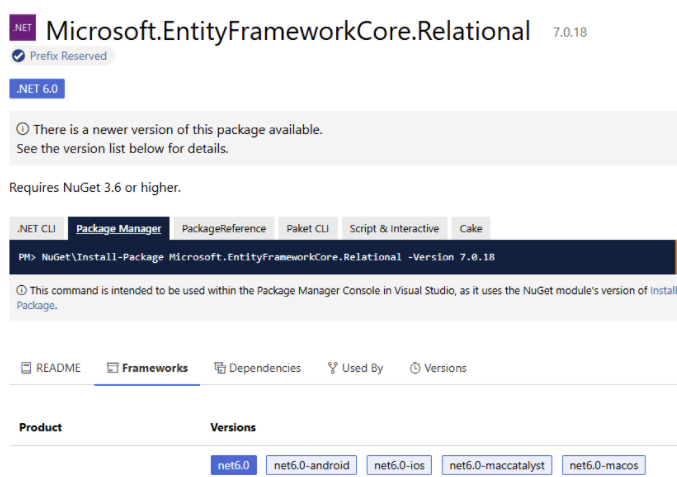 .NET
Microsoft.EntityFrameworkCore.Relational 7.0.18
Prefix Reserved
.NET 6.0
There is a newer version of this package available.
See the version list below for details.
Requires NuGet 3.6 or higher.
.NET CLI Package Manager PackageReference Paket CLI Script & Interactive Cake
PM> NuGet\Install-Package Microsoft.EntityFrameworkCore.Relational -Version 7.0.18
This command is intended to be used within the Package Manager Console in Visual Studio, as it uses the NuGet module's version of Install
Package.
README Frameworks Dependencies Used By Versions
Product Versions
net6.0 net6.0-android net6.0-ios net6.0-maccatalyst net6.0-macos